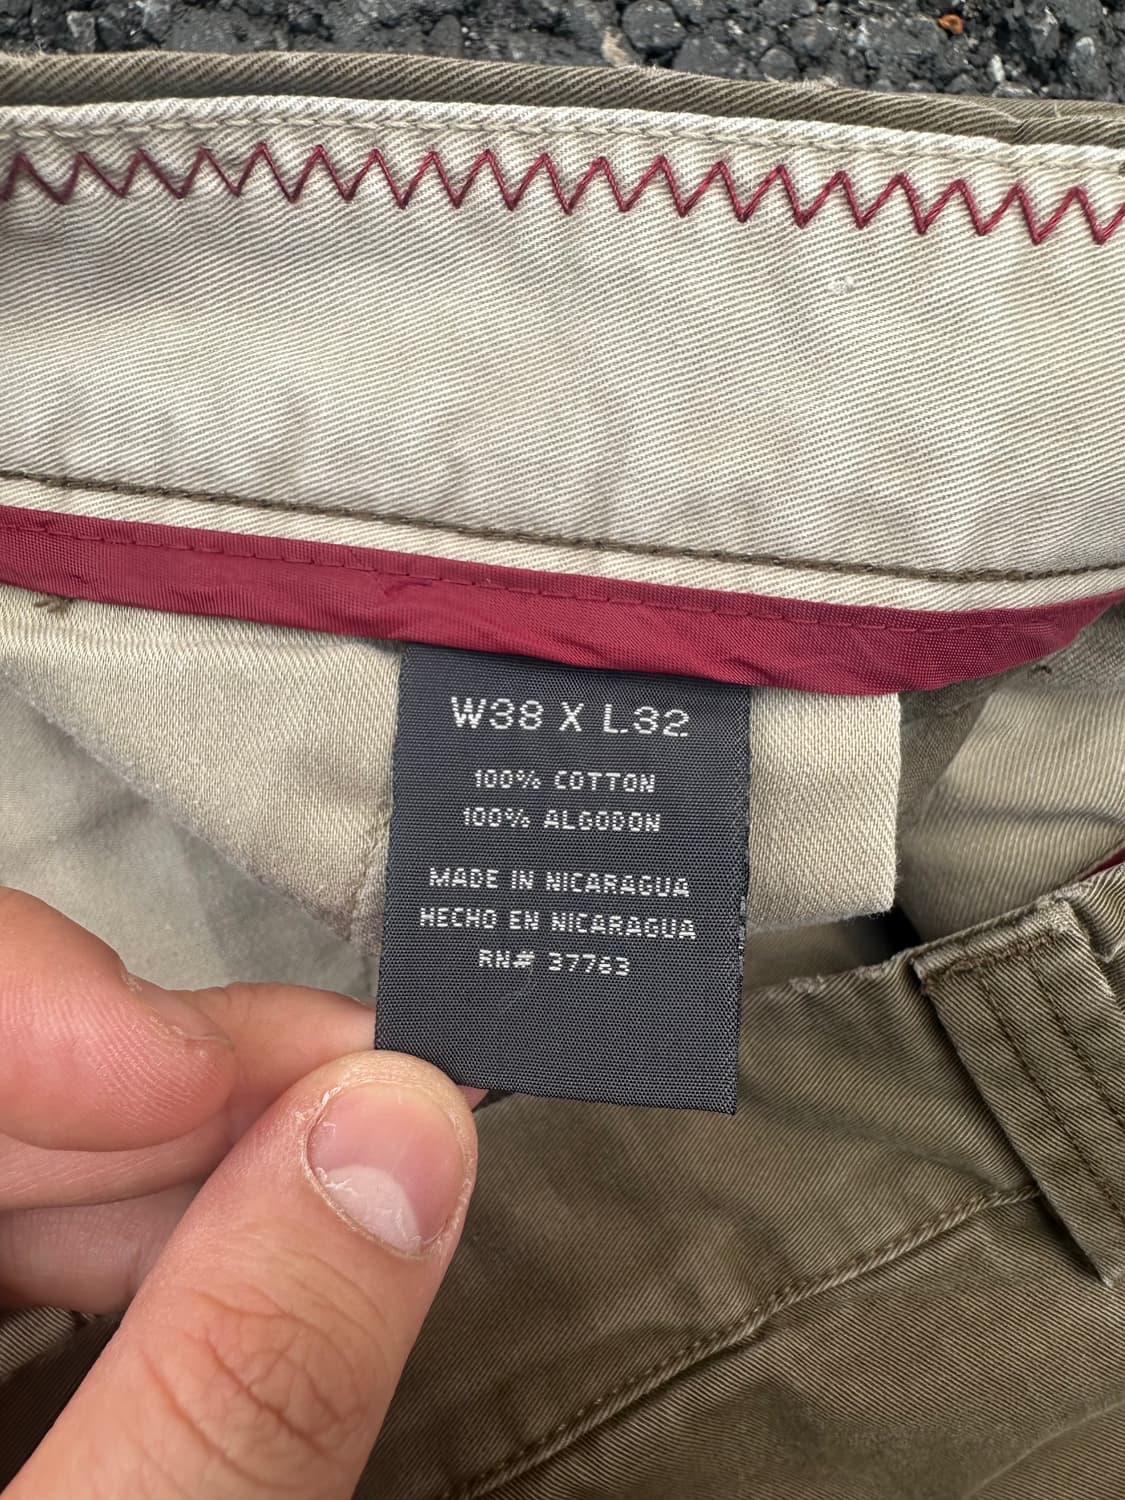 W38 X L32
100% COTTON
100% ALGODON
MADE IN NICARAGUA
HECHO EN NICARAGUA
RN# 37763